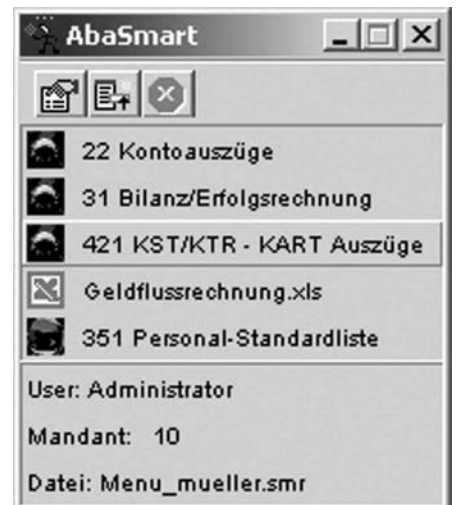 AbaSmart
22 Kontoauszüge
31 Bilanz/Erfolgsrechnung
421 KST/KTR - KART Auszüge
Geldflussrechnung.xls
351 Personal-Standardliste
User: Administrator
Mandant: 10
Datei: Menu_mueller.smr